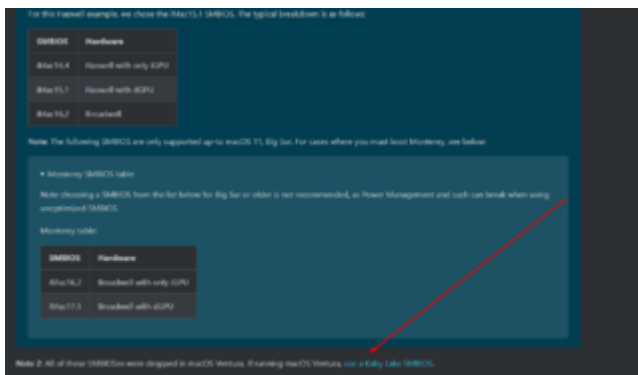 For this Haswell example, we chose the iMac15,1 SMBIOS. The typical breakdown is as follows:
SMBIOS Hardware
iMac14,4 Haswell with only iGPU
iMac15,1 Haswell with dGPU
iMac16,2 Broadwell
Note: The following SMBIOS are only supported up-to macOS 11, Big Sur. For cases where you must boot Monterey, see below:
Monterey SMBIOS table
Note choosing a SMBIOS from the list below for Big Sur or older is not recommended, as Power Management and such can break when using
unoptimized SMBIOS.
Monterey table:
SMBIOS Hardware
iMac16,2 Broadwell with only iGPU
iMac17,1 Broadwell with dGPU
Note 2: All of these SMBIOSes were dropped in macOS Ventura. If running macOS Ventura, use a Kaby Lake SMBIOS.